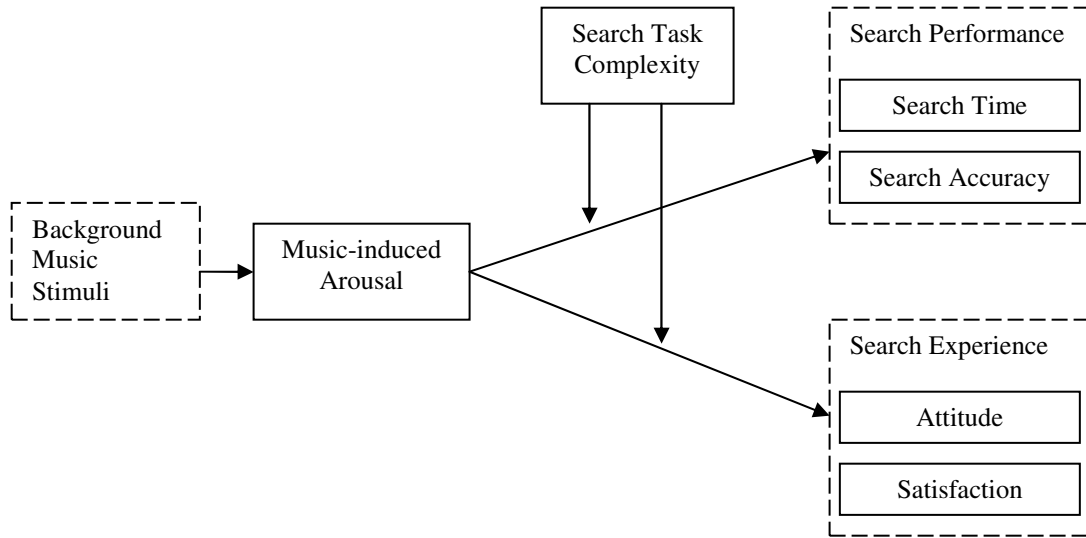 Search Task
Complexity
Search Performance
Search Time
Search Accuracy
Background
Music
Stimuli
Music-induced
Arousal
Search Experience
Attitude
Satisfaction